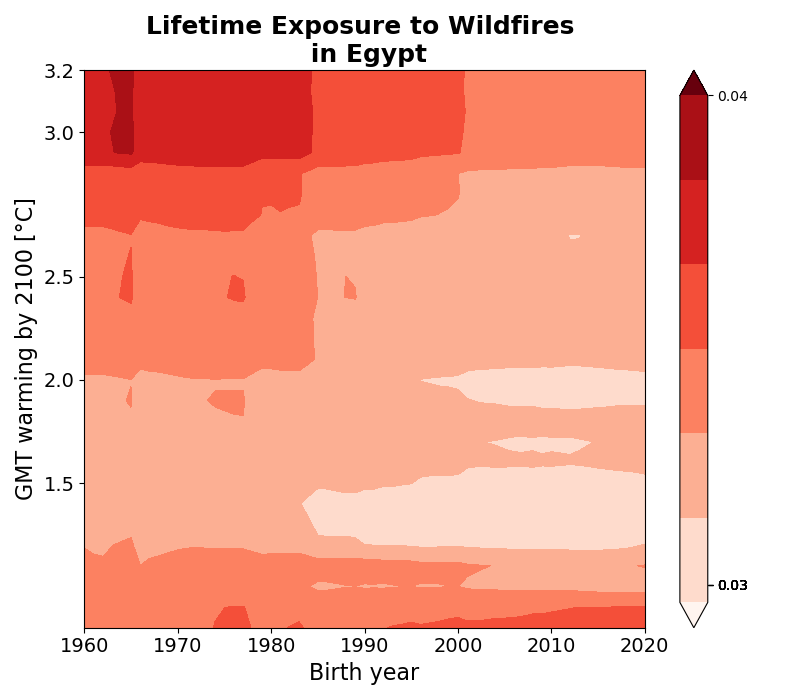 Lifetime Exposure to Wildfires
in Egypt
3.2
3.0
2.5
2.0
1.5
GMT warming by 2100 [°C]
1960 1970 1980 1990 2000 2010 2020
Birth year
0.04
0.03